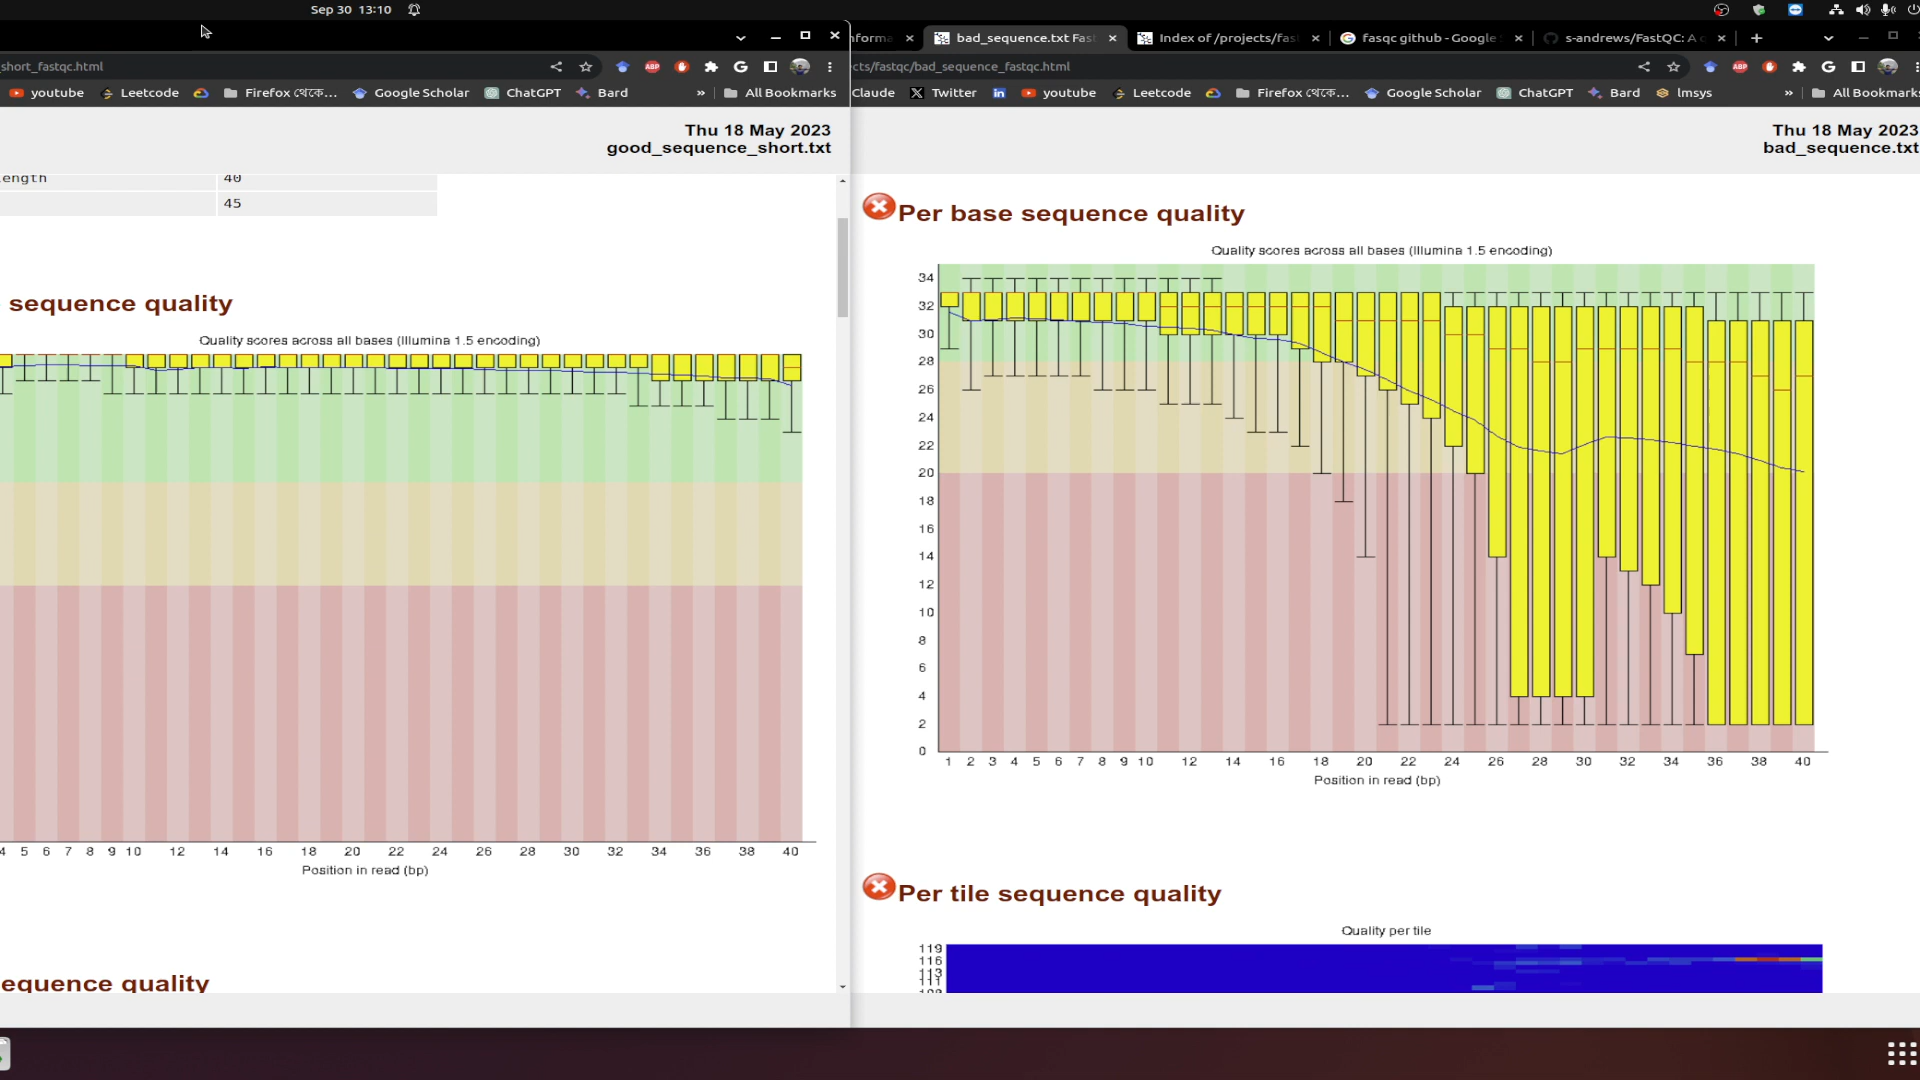 Sep 30 13:10
short_fastqc.html
youtube Leetcode Firefox থেকে... Google Scholar ChatGPT Bard » All Bookmarks
Thu 18 May 2023
good_sequence_short.txt
ength 40
45
sequence quality
Quality scores across all bases (Illumina 1.5 encoding)
4 5 6 7 8 9 10 12 14 16 18 20 22 24 26 28 30 32 34 36 38 40
Position in read (bp)
equence quality
nforma bad_sequence.txt Fas Index of /projects/fas fasqc github - Google s-andrews/FastQC: A
cts/fastqc/bad_sequence_fastqc.html
Claude Twitter youtube Leetcode Firefox থেকে... Google Scholar ChatGPT Bard lmsys » All Bookmarks
Thu 18 May 2023
bad_sequence.txt
Per base sequence quality
Quality scores across all bases (Illumina 1.5 encoding)
34
32
30
28
26
24
22
20
18
16
14
12
10
8
6
4
2
0
1 2 3 4 5 6 7 8 9 10 12 14 16 18 20 22 24 26 28 30 32 34 36 38 40
Position in read (bp)
Per tile sequence quality
Quality per tile
119
116
113
111